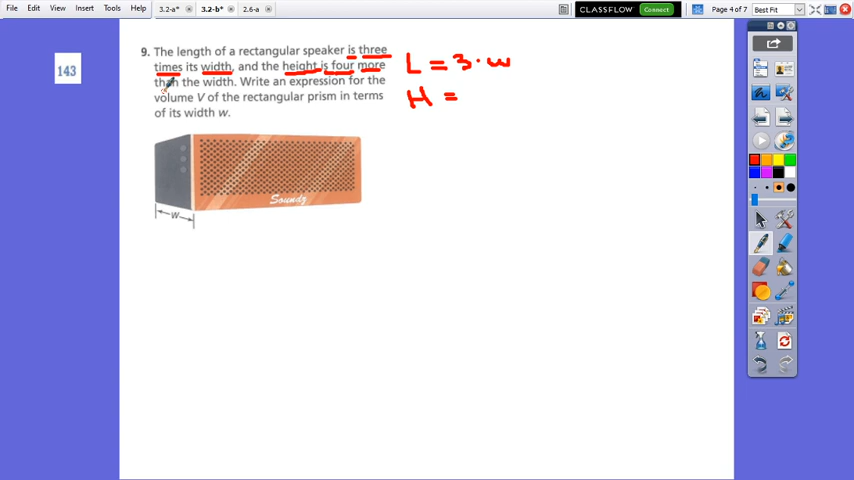 File Edit View Insert Tools Help
3.2-a* 3.2-b* 2.6-a
CLASSFLOW Connect Page 4 of 7 Best Fit
143
9. The length of a rectangular speaker is three
times its width, and the height is four more
than the width. Write an expression for the
volume V of the rectangular prism in terms
of its width w.
L = 3 · w
H =
Soundz
w